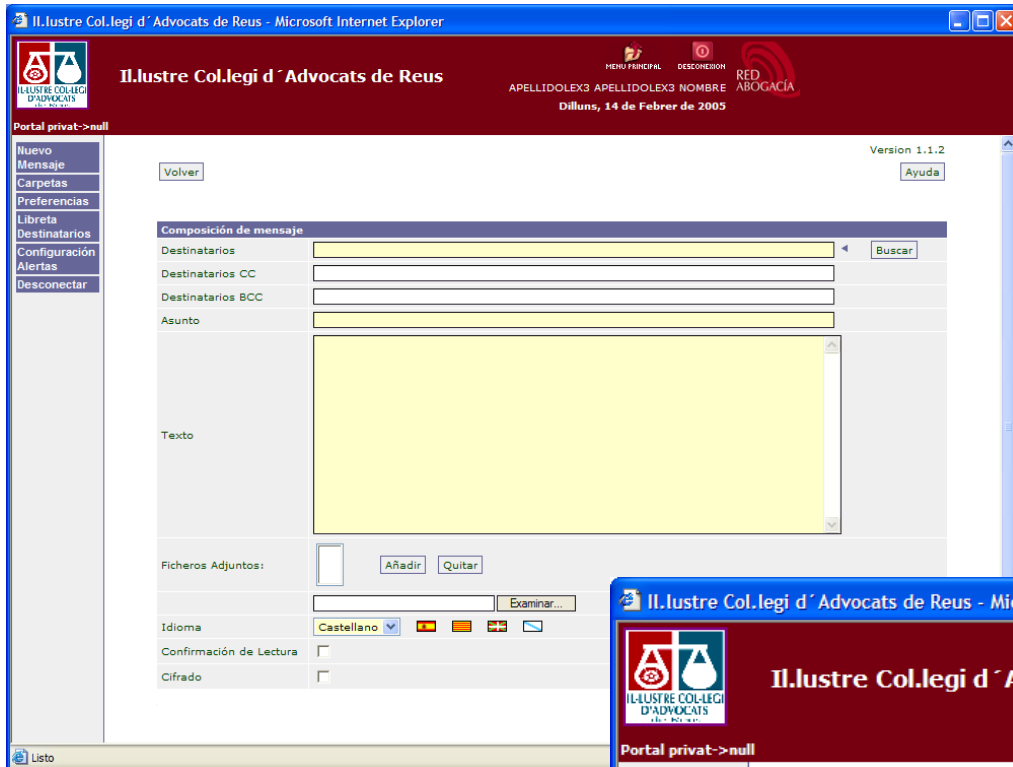 Il.lustre Col.legi d´Advocats de Reus - Microsoft Internet Explorer
IL·LUSTRE COL·LEGI
D'ADVOCATS
de Reus
Il.lustre Col.legi d´Advocats de Reus
MENU PRINCIPAL
DESCONEXION
RED
ABOGACÍA
APELLIDOLEX3 APELLIDOLEX3 NOMBRE
Dilluns, 14 de Febrer de 2005
Portal privat->null
Nuevo
Mensaje
Carpetas
Preferencias
Libreta
Destinatarios
Configuración
Alertas
Desconectar
Version 1.1.2
Volver
Ayuda
Composición de mensaje
Destinatarios
Buscar
Destinatarios CC
Destinatarios BCC
Asunto
Texto
Ficheros Adjuntos:
Añadir
Quitar
Examinar...
Idioma
Castellano
Confirmación de Lectura
Cifrado
Listo
Il.lustre Col.legi d´Advocats de Reus - Mi
IL·LUSTRE COL·LEGI
D'ADVOCATS
de Reus
Il.lustre Col.legi d´A
Portal privat->null